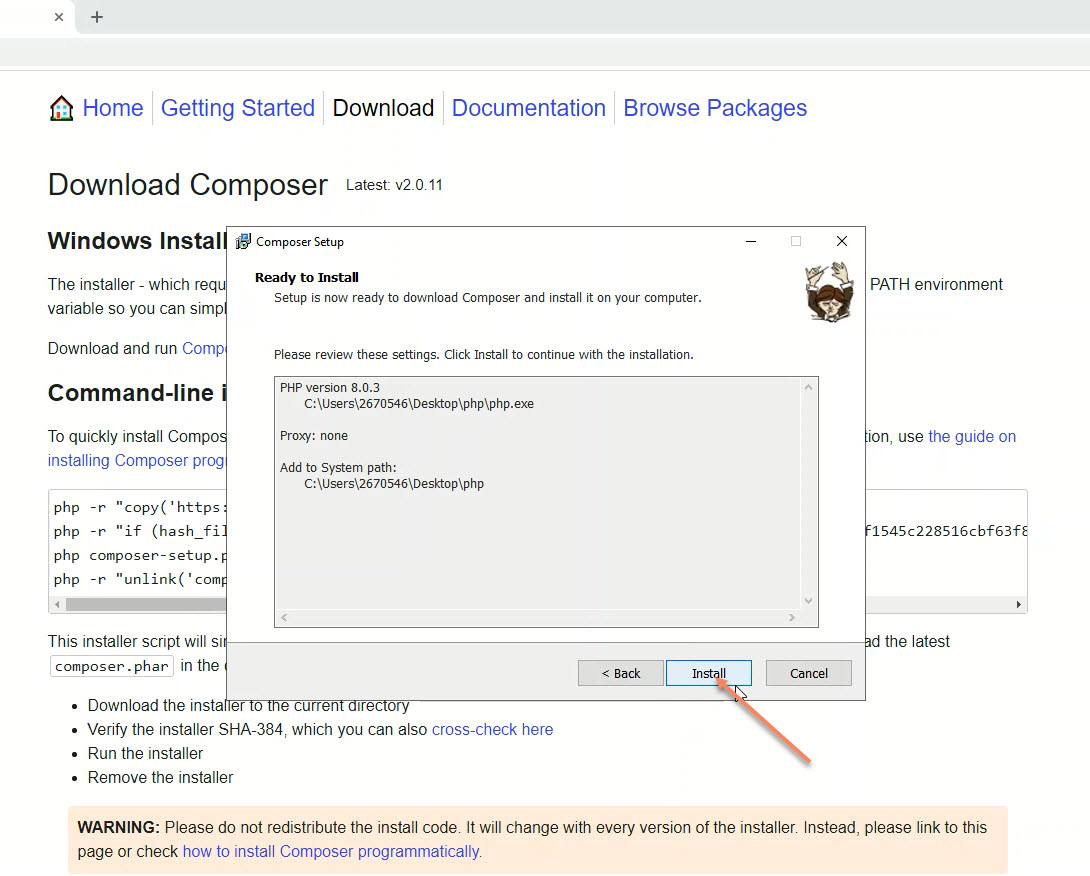 Home Getting Started Download Documentation Browse Packages
Download Composer Latest: v2.0.11
Windows Install
The installer - which requ
PATH environment
variable so you can simpl
Download and run Compo
Command-line i
To quickly install Compos
tion, use the guide on
installing Composer prog
php -r "copy('https:
php -r "if (hash_fil
f1545c228516cbf63f8
php composer-setup.p
php -r "unlink('comp
This installer script will si
ad the latest
composer.phar in the
Download the installer to the current directory
Verify the installer SHA-384, which you can also cross-check here
Run the installer
Remove the installer
WARNING: Please do not redistribute the install code. It will change with every version of the installer. Instead, please link to this
page or check how to install Composer programmatically.
Composer Setup
Ready to Install
Setup is now ready to download Composer and install it on your computer.
Please review these settings. Click Install to continue with the installation.
PHP version 8.0.3
C:\Users\2670546\Desktop\php\php.exe
Proxy: none
Add to System path:
C:\Users\2670546\Desktop\php
< Back Install Cancel